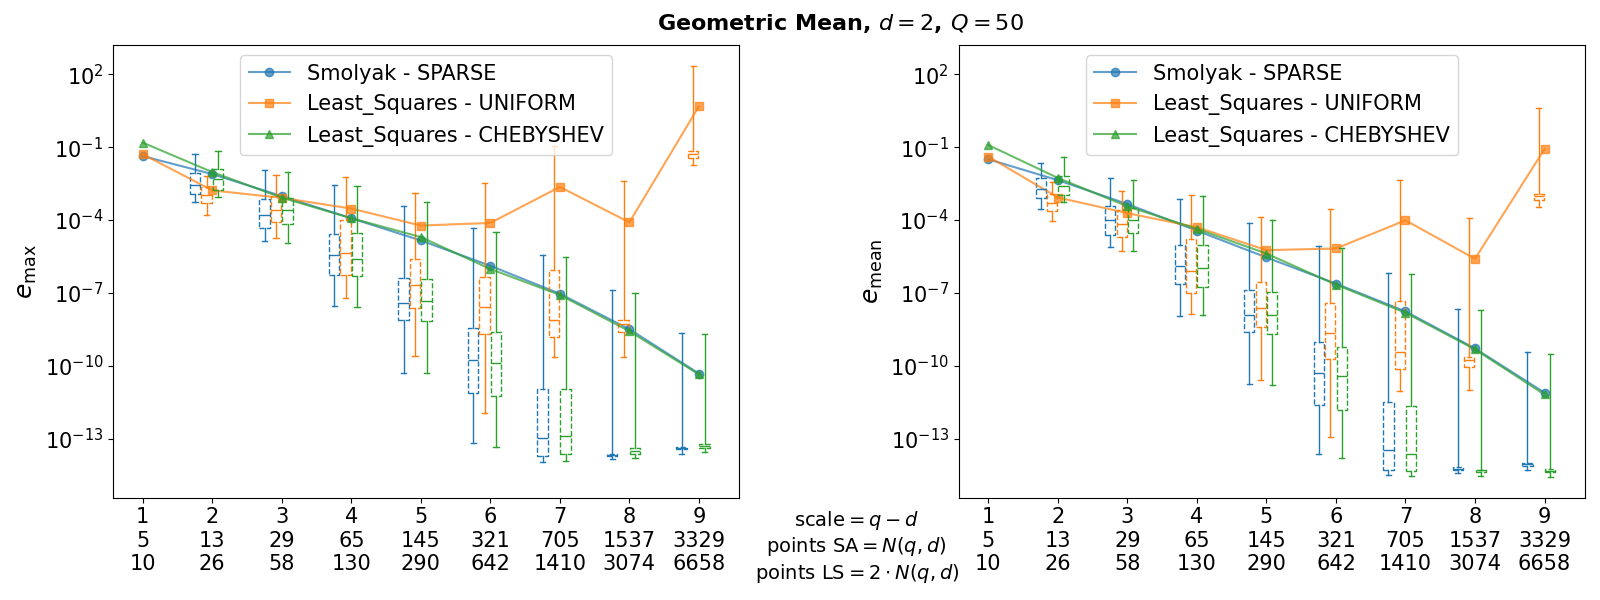 Geometric Mean, d = 2, Q = 50
Smolyak - SPARSE
Least_Squares - UNIFORM
Least_Squares - CHEBYSHEV
10^2
10^-1
10^-4
10^-7
10^-10
10^-13
e_max
1 2 3 4 5 6 7 8 9
5 13 29 65 145 321 705 1537 3329
10 26 58 130 290 642 1410 3074 6658
scale = q − d
points SA = N(q, d)
points LS = 2 · N(q, d)
Smolyak - SPARSE
Least_Squares - UNIFORM
Least_Squares - CHEBYSHEV
10^2
10^-1
10^-4
10^-7
10^-10
10^-13
e_mean
1 2 3 4 5 6 7 8 9
5 13 29 65 145 321 705 1537 3329
10 26 58 130 290 642 1410 3074 6658